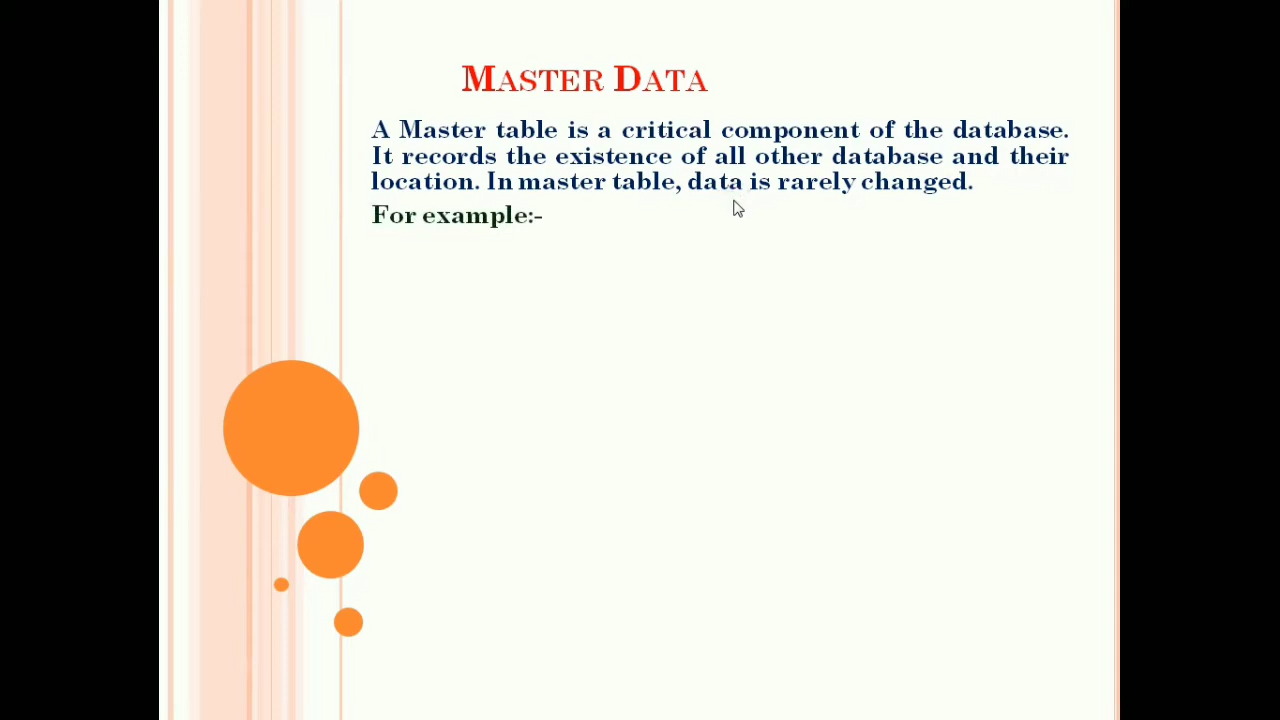 MASTER DATA
A Master table is a critical component of the database.
It records the existence of all other database and their
location. In master table, data is rarely changed.
For example:-